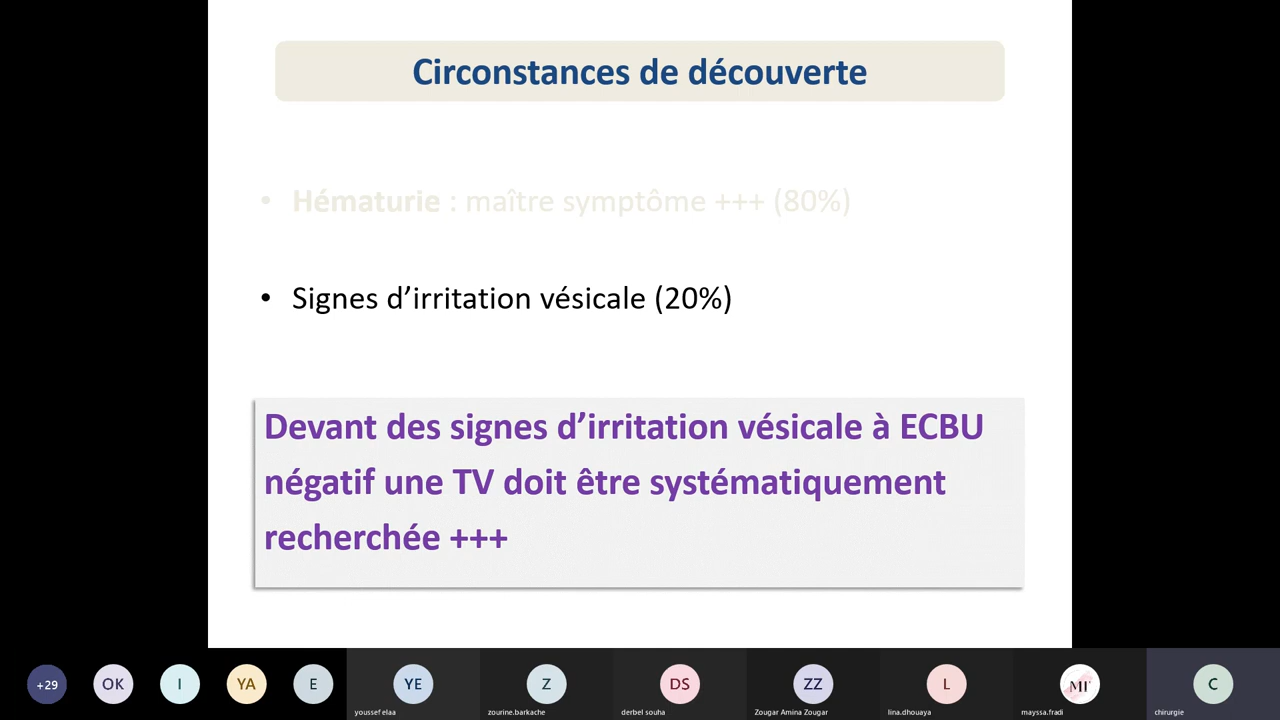 Circonstances de découverte
• Hématurie : maître symptôme +++ (80%)
• Signes d’irritation vésicale (20%)
Devant des signes d’irritation vésicale à ECBU
négatif une TV doit être systématiquement
recherchée +++
+29 OK I YA E YE Z DS ZZ L MF C
youssef elaa zourine.barkache derbel souha Zougar Amina Zougar lina.dhouaya mayssa.fradi chirurgie